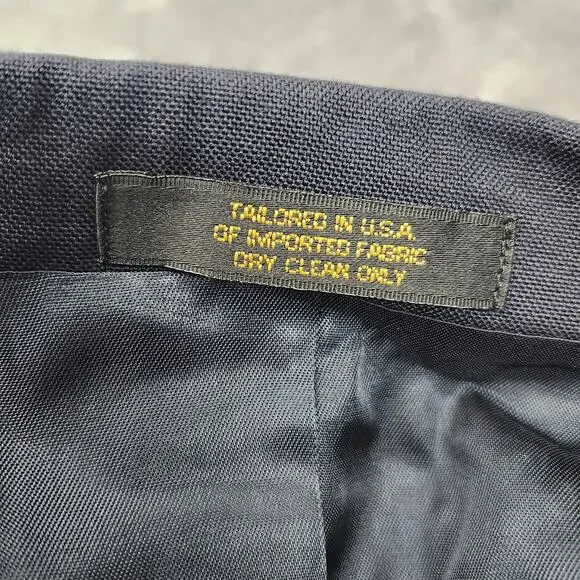 TAILORED IN U.S.A.
OF IMPORTED FABRIC
DRY CLEAN ONLY